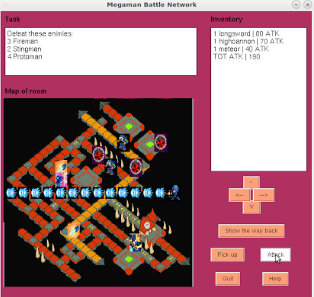 Megaman Battle Network
Task
Defeat these enimies:
3 Fireman
2 Stingman
4 Protoman
Inventory
1 longsword | 80 ATK
1 highcannon | 70 ATK
1 meteor | 40 ATK
TOT ATK | 190
Map of room
^
<--
-->
V
Show the way back
Pick up
Attack
Quit
Help